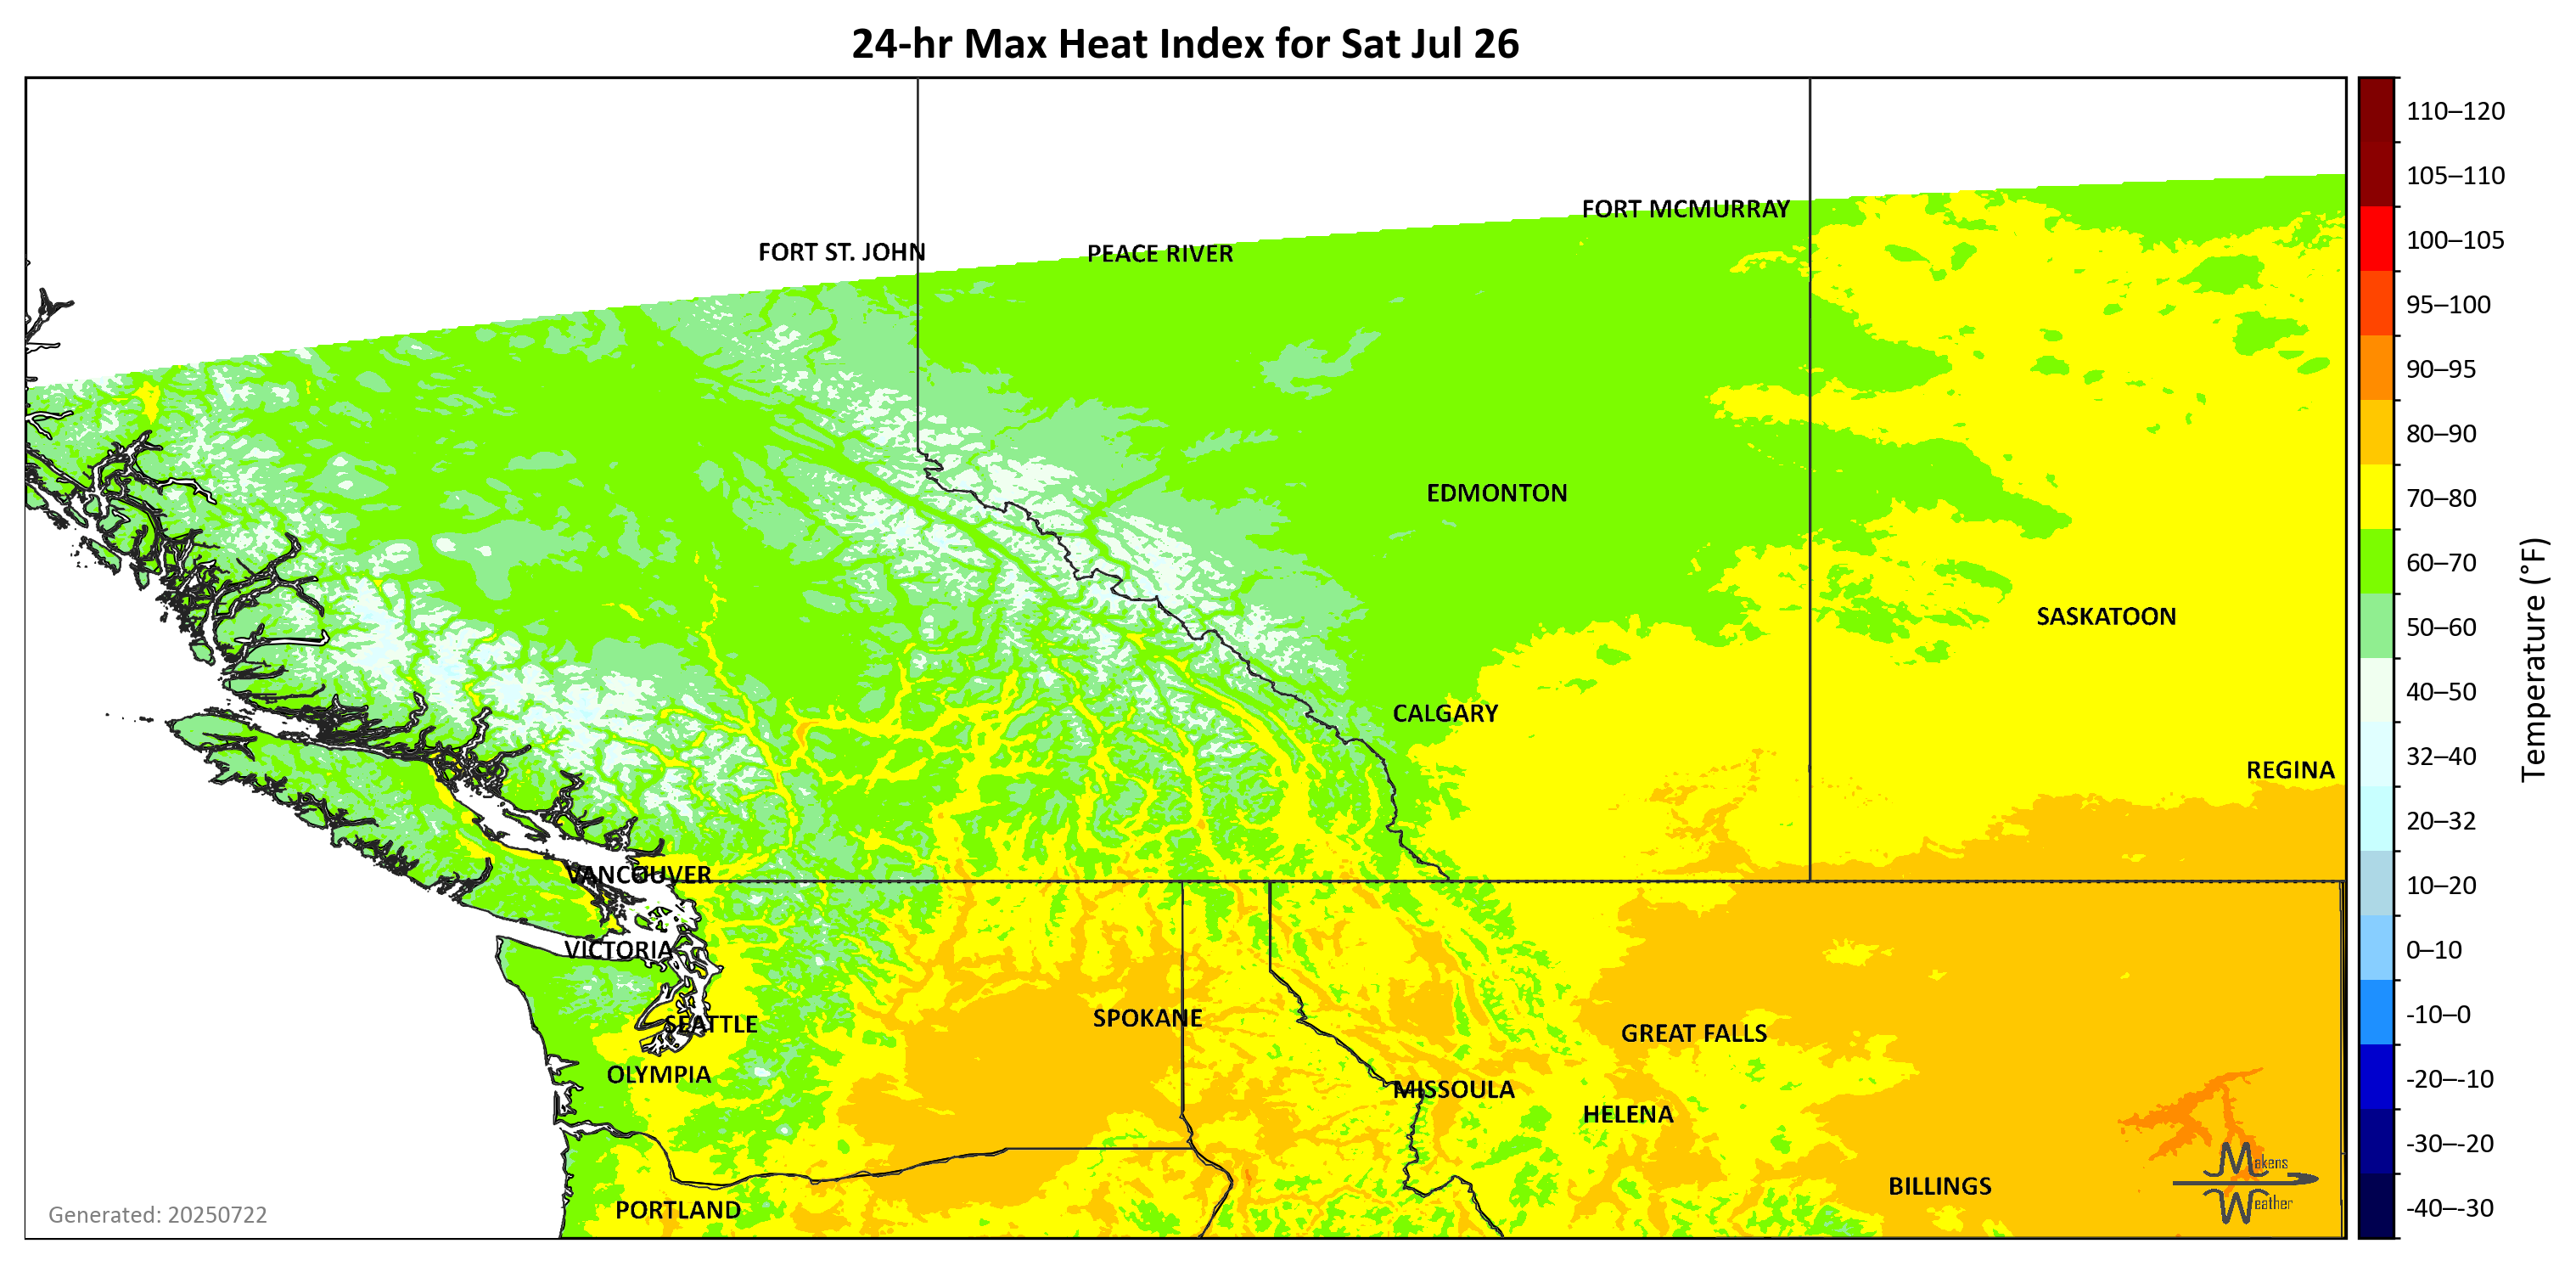 24-hr Max Heat Index for Sat Jul 26
110–120
105–110
FORT MCMURRAY
100–105
FORT ST. JOHN
PEACE RIVER
95–100
90–95
80–90
EDMONTON
70–80
60–70
SASKATOON
50–60
Temperature (°F)
40–50
CALGARY
32–40
REGINA
20–32
VANCOUVER
10–20
VICTORIA
0–10
SPOKANE
-10–0
SEATTLE
GREAT FALLS
OLYMPIA
-20–-10
MISSOULA
HELENA
-30–-20
Makens
BILLINGS
Weather
PORTLAND
-40–-30
Generated: 20250722